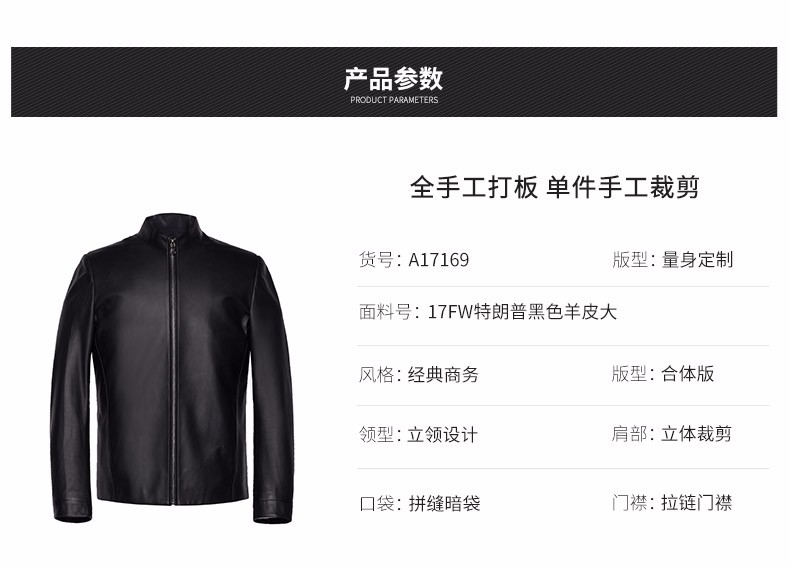 产品参数
PRODUCT PARAMETERS
全手工打板 单件手工裁剪
货号：A17169 版型：量身定制
面料号：17FW特朗普黑色羊皮大
风格：经典商务 版型：合体版
领型：立领设计 肩部：立体裁剪
口袋：拼缝暗袋 门襟：拉链门襟